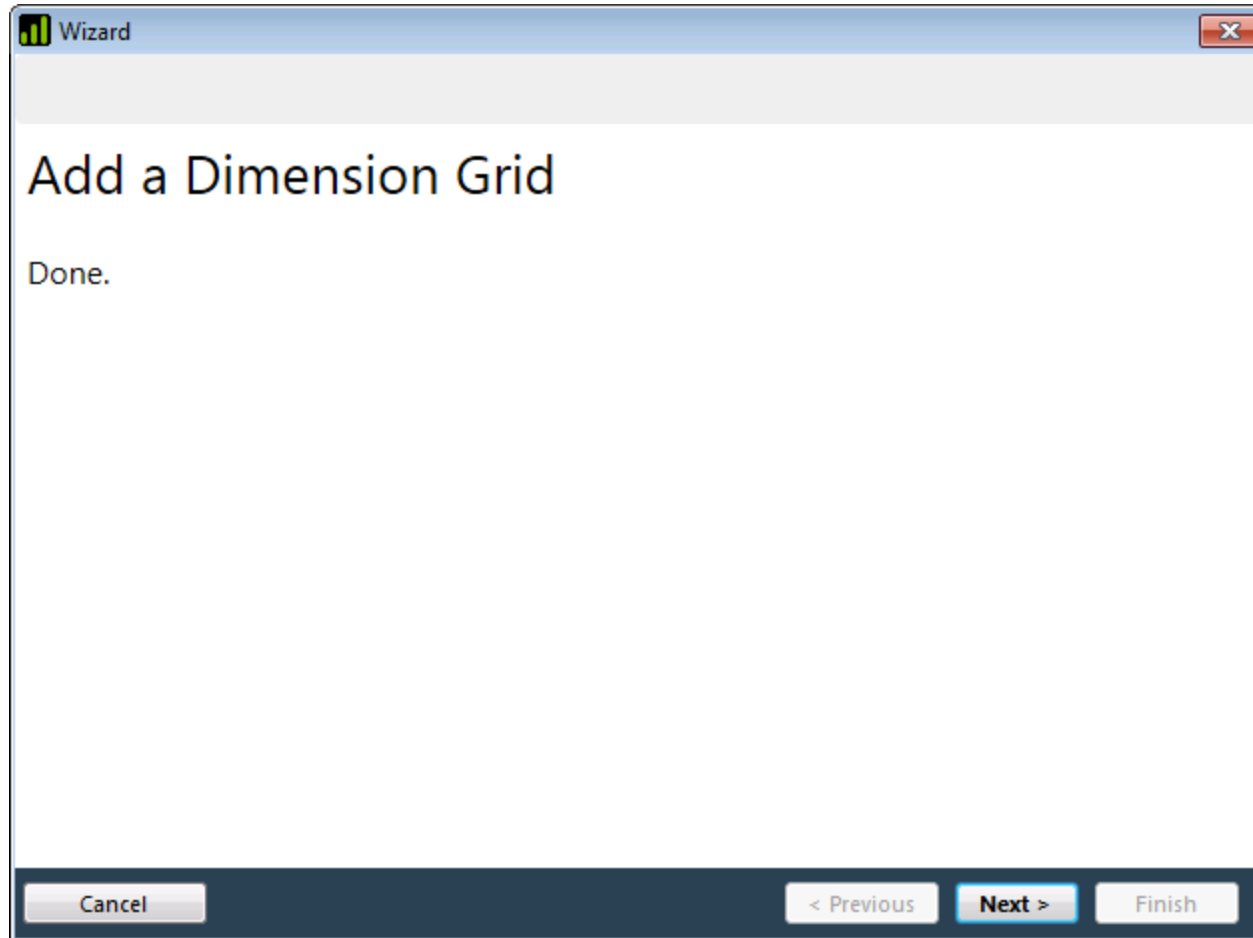 Wizard
Add a Dimension Grid
Done.
Cancel
< Previous
Next >
Finish